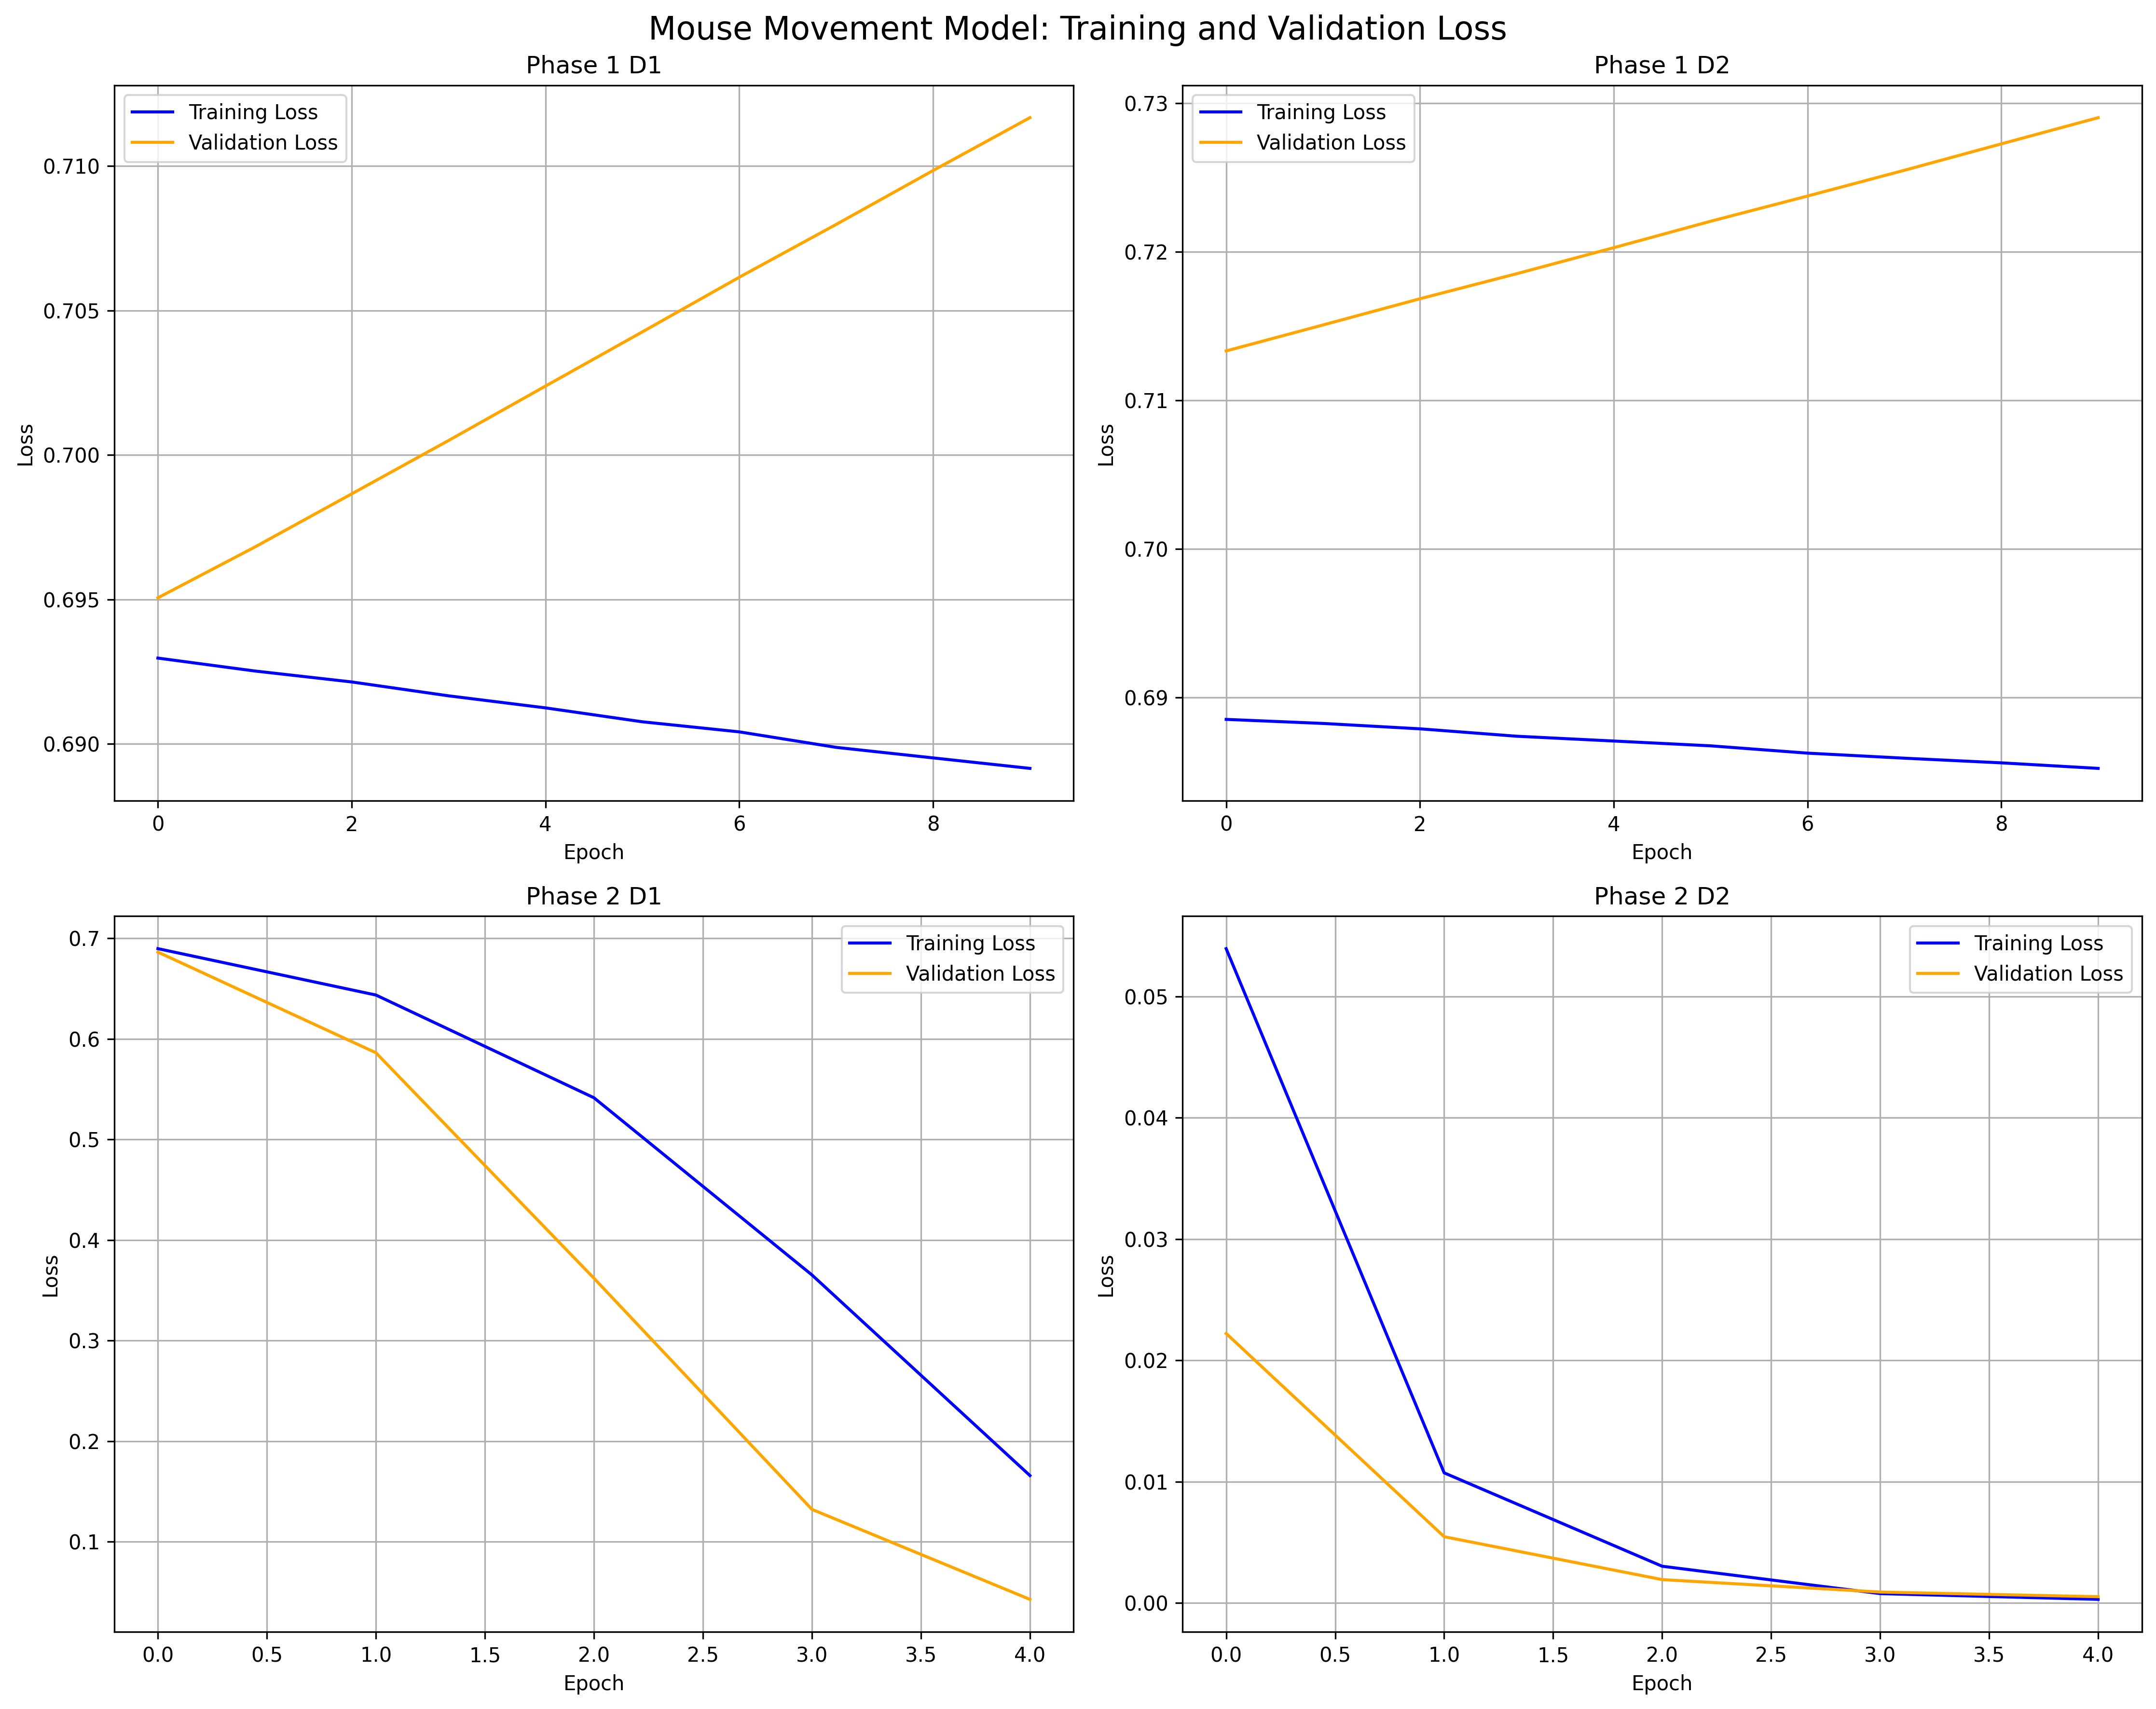 Mouse Movement Model: Training and Validation Loss
Phase 1 D1
Training Loss
Validation Loss
0.710
0.705
0.700
0.695
0.690
Loss
0 2 4 6 8
Epoch
Phase 1 D2
Training Loss
Validation Loss
0.73
0.72
0.71
0.70
0.69
Loss
0 2 4 6 8
Epoch
Phase 2 D1
Training Loss
Validation Loss
0.7
0.6
0.5
0.4
0.3
0.2
0.1
Loss
0.0 0.5 1.0 1.5 2.0 2.5 3.0 3.5 4.0
Epoch
Phase 2 D2
Training Loss
Validation Loss
0.05
0.04
0.03
0.02
0.01
0.00
Loss
0.0 0.5 1.0 1.5 2.0 2.5 3.0 3.5 4.0
Epoch